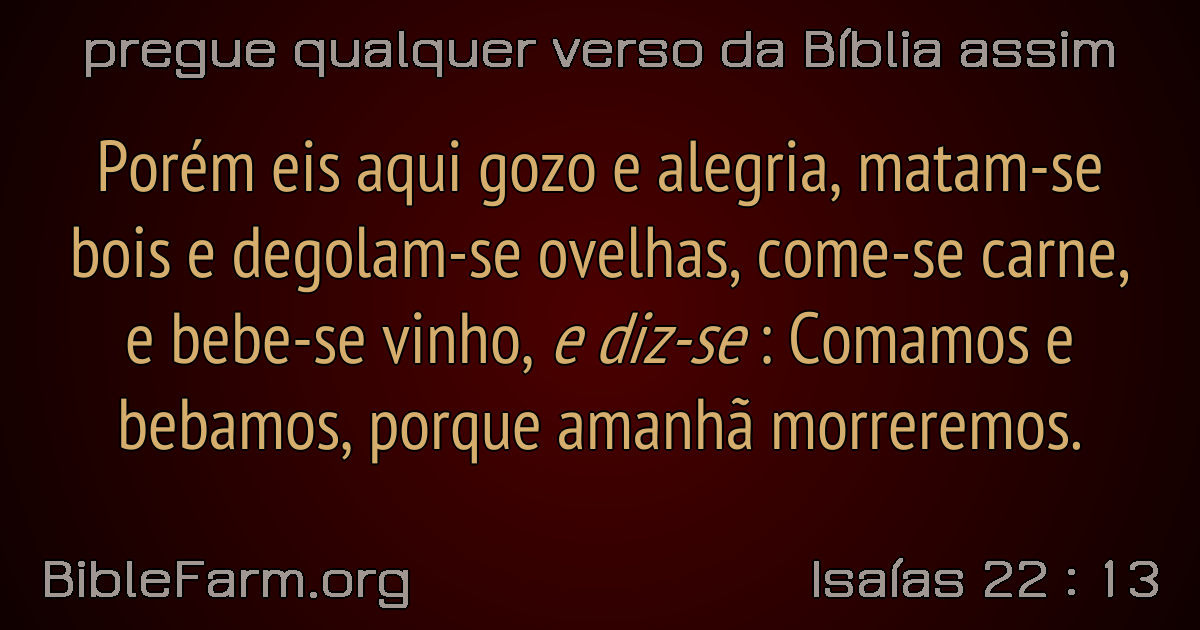 pregue qualquer verso da Bíblia assim
Porém eis aqui gozo e alegria, matam-se
bois e degolam-se ovelhas, come-se carne,
e bebe-se vinho, e diz-se : Comamos e
bebamos, porque amanhã morreremos.
BibleFarm.org
Isaías 22 : 13